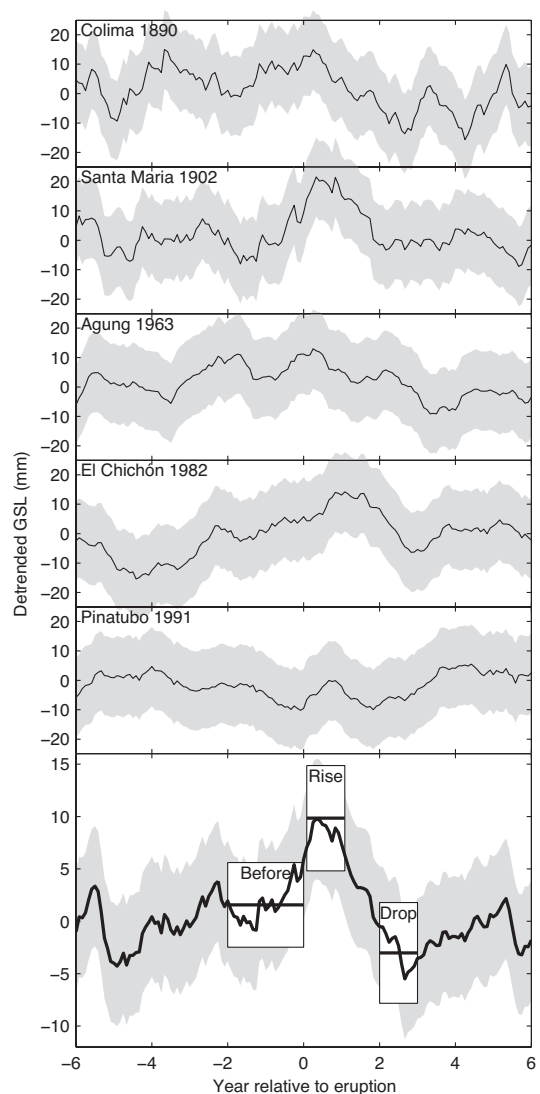 Colima 1890
20
10
0
−10
−20
Santa Maria 1902
20
10
0
−10
−20
Agung 1963
20
10
0
−10
−20
El Chichón 1982
20
10
0
−10
−20
Pinatubo 1991
20
10
0
−10
−20
Detrended GSL (mm)
15
10
5
0
−5
−10
Rise
Before
Drop
−6 −4 −2 0 2 4 6
Year relative to eruption